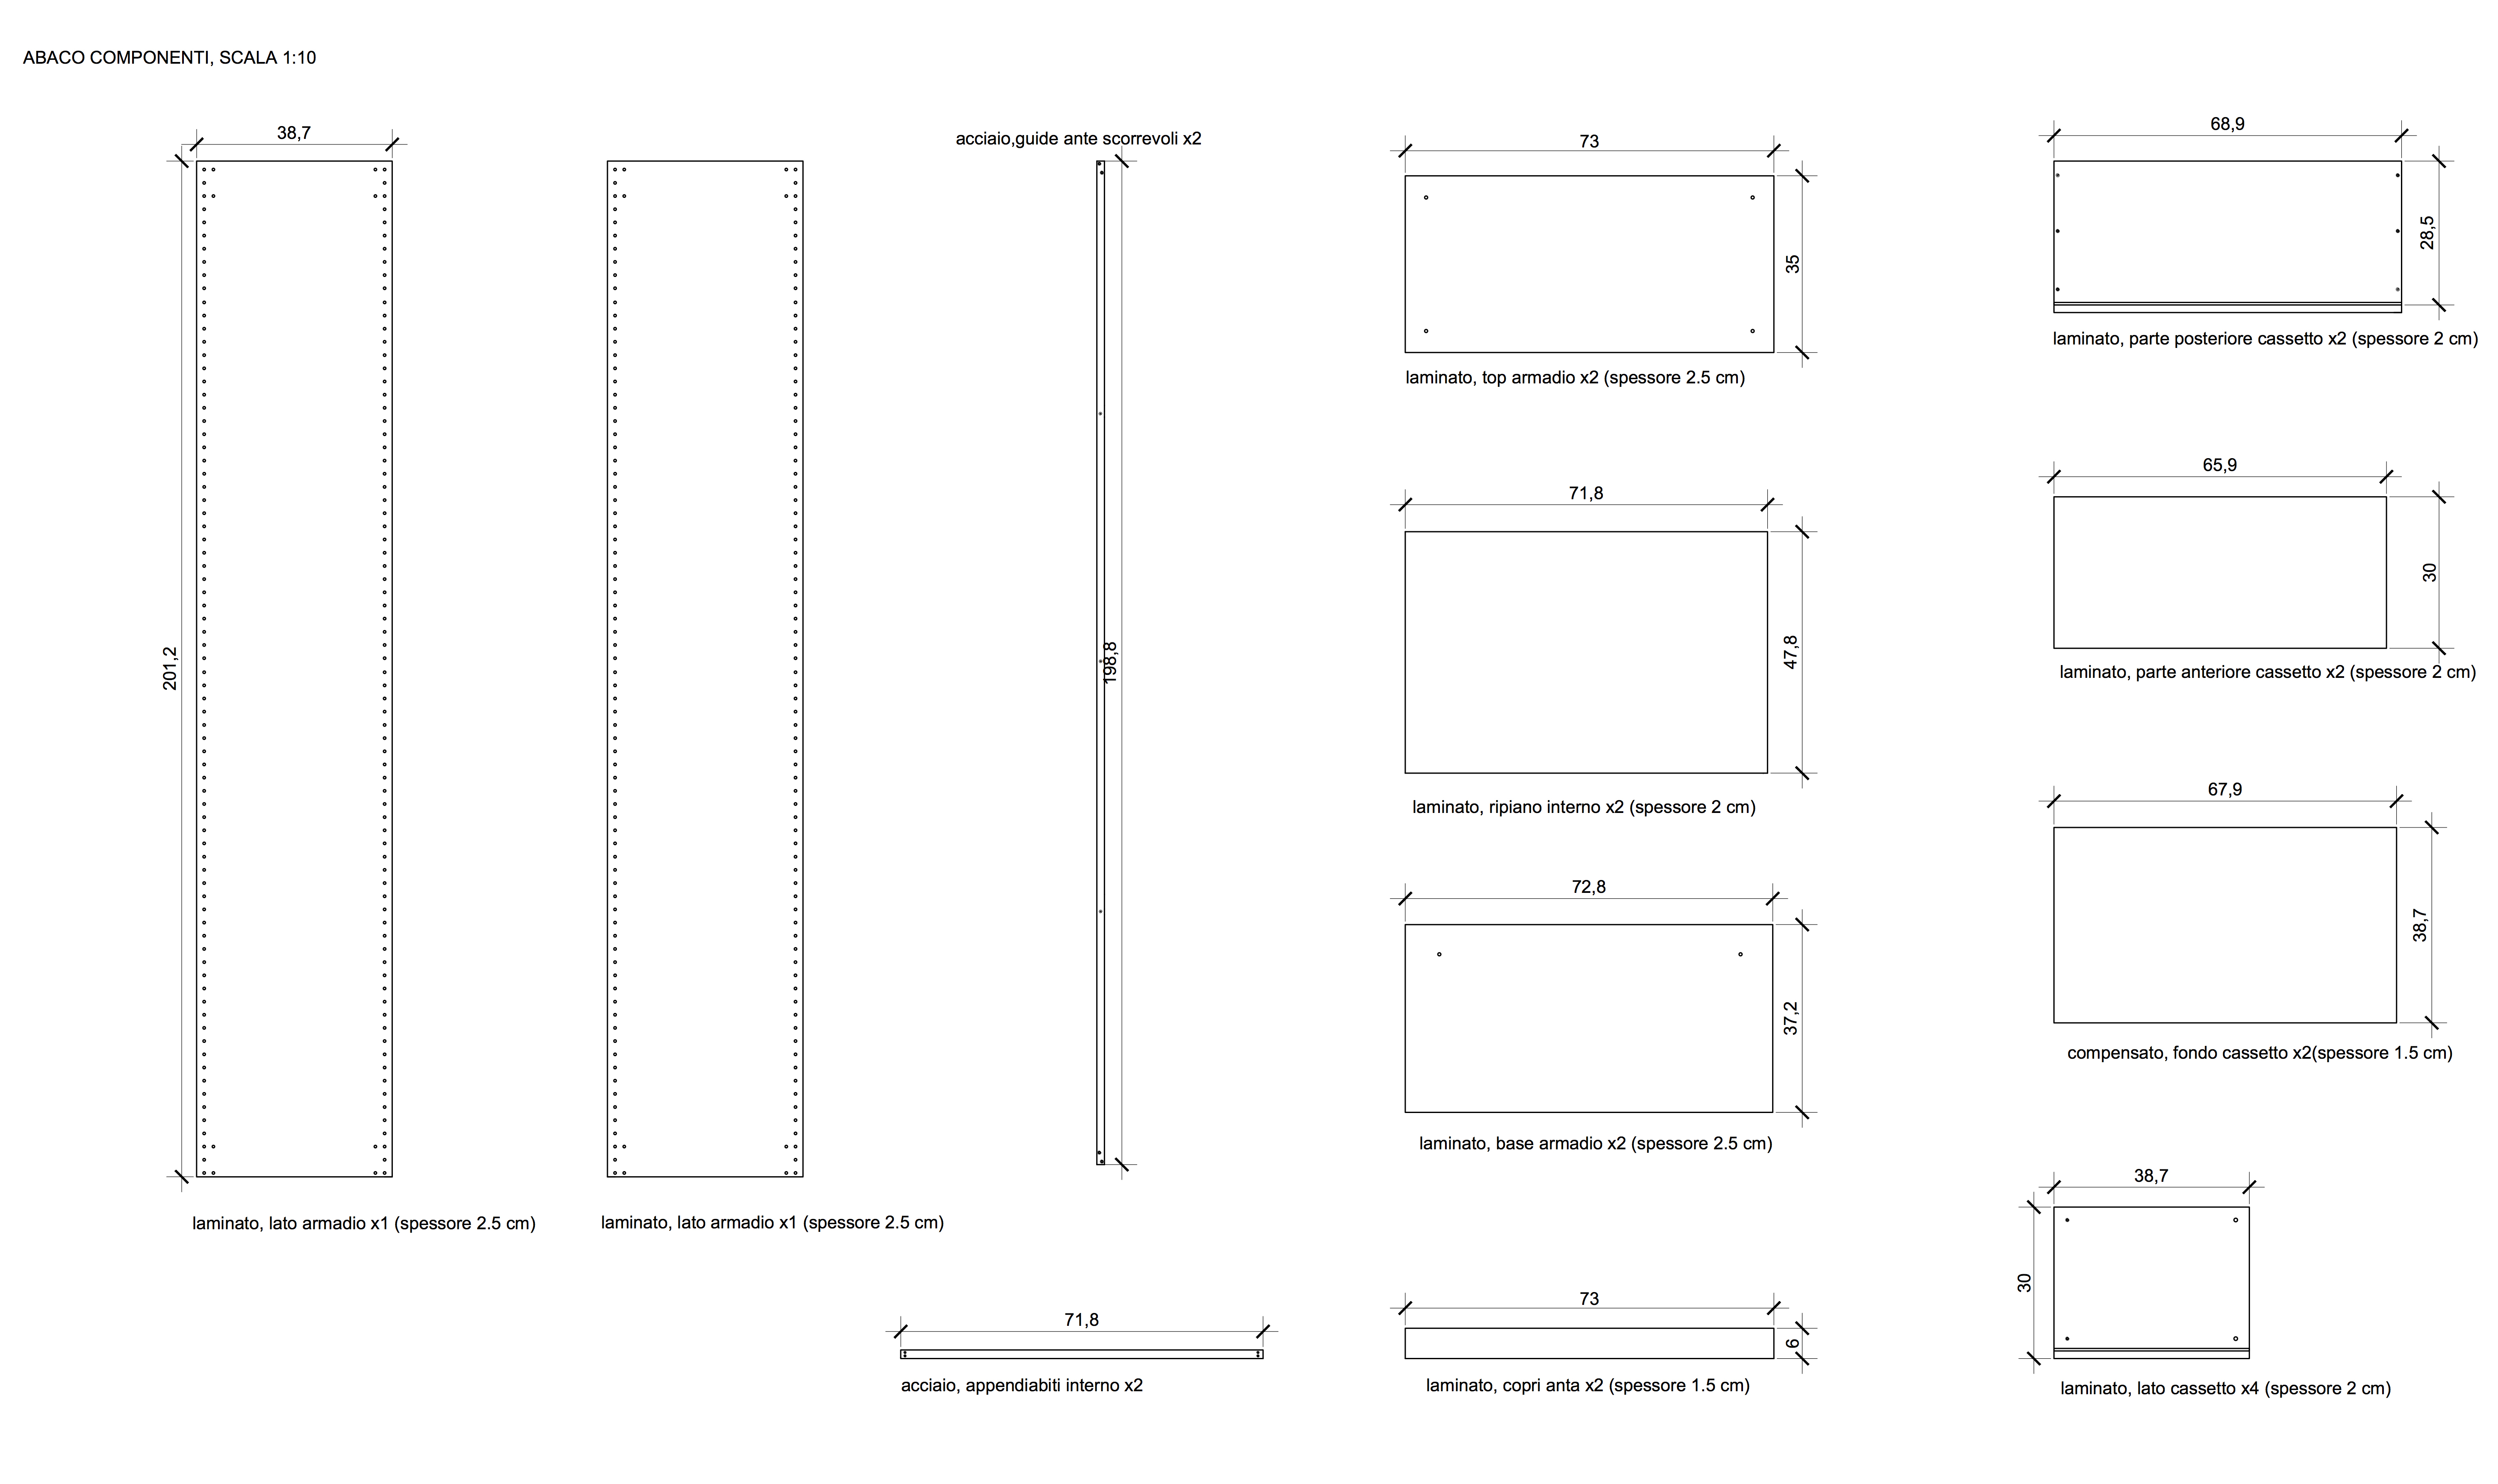 ABACO COMPONENTI, SCALA 1:10
38,7
201,2
laminato, lato armadio x1 (spessore 2.5 cm)
laminato, lato armadio x1 (spessore 2.5 cm)
acciaio,guide ante scorrevoli x2
198,8
71,8
acciaio, appendiabiti interno x2
73
35
laminato, top armadio x2 (spessore 2.5 cm)
71,8
47,8
laminato, ripiano interno x2 (spessore 2 cm)
72,8
37,2
laminato, base armadio x2 (spessore 2.5 cm)
73
6
laminato, copri anta x2 (spessore 1.5 cm)
68,9
28,5
laminato, parte posteriore cassetto x2 (spessore 2 cm)
65,9
30
laminato, parte anteriore cassetto x2 (spessore 2 cm)
67,9
38,7
compensato, fondo cassetto x2(spessore 1.5 cm)
38,7
30
laminato, lato cassetto x4 (spessore 2 cm)